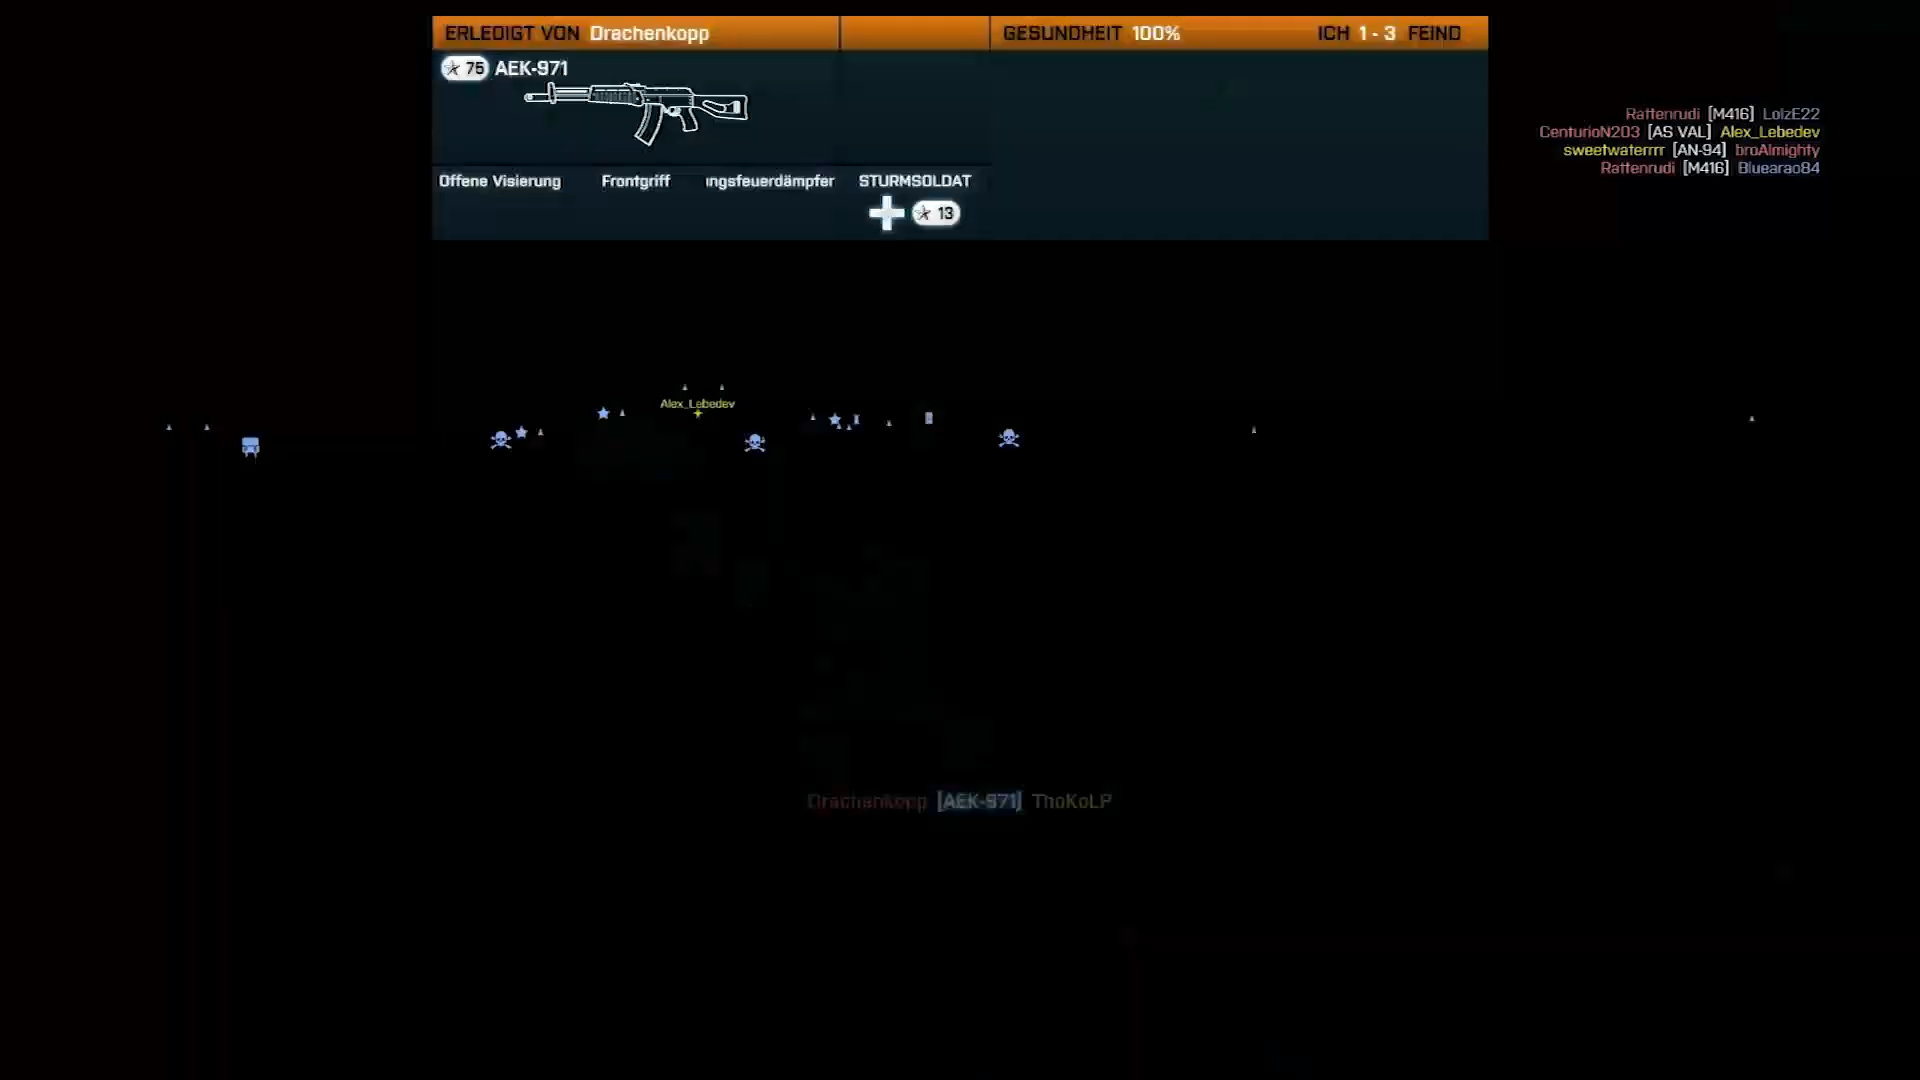 ERLEDIGT VON Drachenkopp
GESUNDHEIT 100%
ICH 1 - 3 FEIND
75 AEK-971
Offene Visierung
Frontgriff
ıngsfeuerdämpfer
STURMSOLDAT
13
Rattenrudi [M416] LolzE22
CenturioN203 [AS VAL] Alex_Lebedev
sweetwaterrrr [AN-94] broAlmighty
Rattenrudi [M416] Bluearao84
Alex_Lebedev
Drachenkopp [AEK-971] ThoKoLP